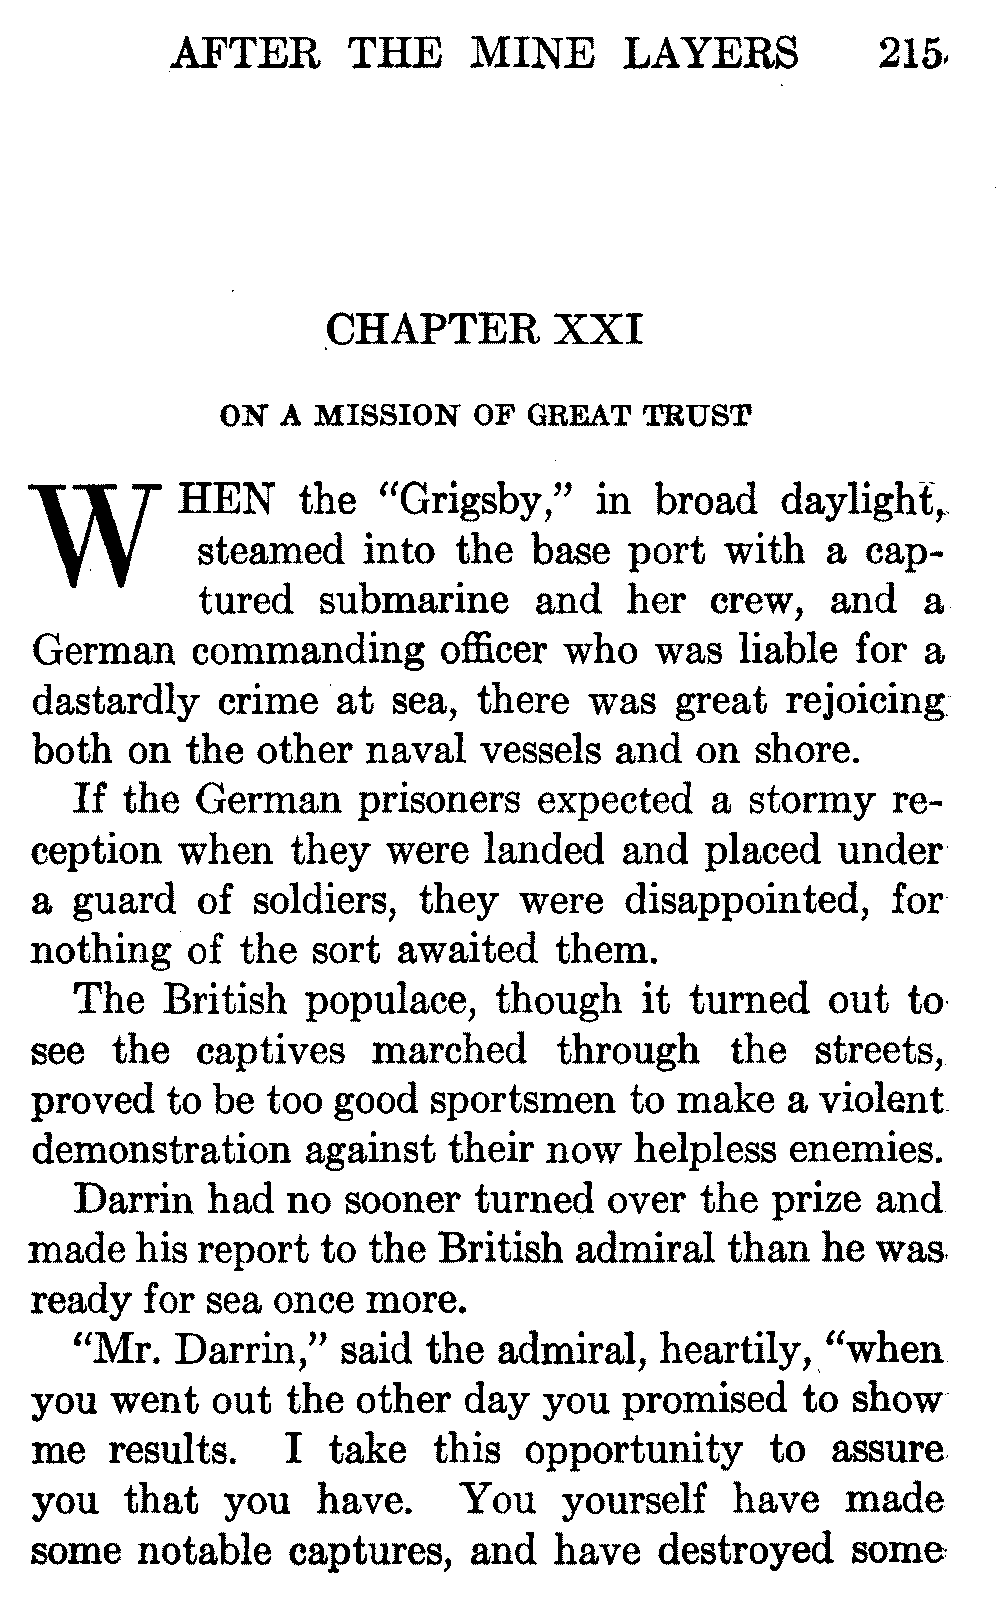 AFTER THE MINE LAYERS 215
CHAPTER XXI
ON A MISSION OF GREAT TRUST
WHEN the “Grigsby,” in broad daylight,
steamed into the base port with a cap-
tured submarine and her crew, and a
German commanding officer who was liable for a
dastardly crime at sea, there was great rejoicing
both on the other naval vessels and on shore.
If the German prisoners expected a stormy re-
ception when they were landed and placed under
a guard of soldiers, they were disappointed, for
nothing of the sort awaited them.
The British populace, though it turned out to
see the captives marched through the streets,
proved to be too good sportsmen to make a violent
demonstration against their now helpless enemies.
Darrin had no sooner turned over the prize and
made his report to the British admiral than he was
ready for sea once more.
“Mr. Darrin,” said the admiral, heartily, “when
you went out the other day you promised to show
me results. I take this opportunity to assure
you that you have. You yourself have made
some notable captures, and have destroyed some